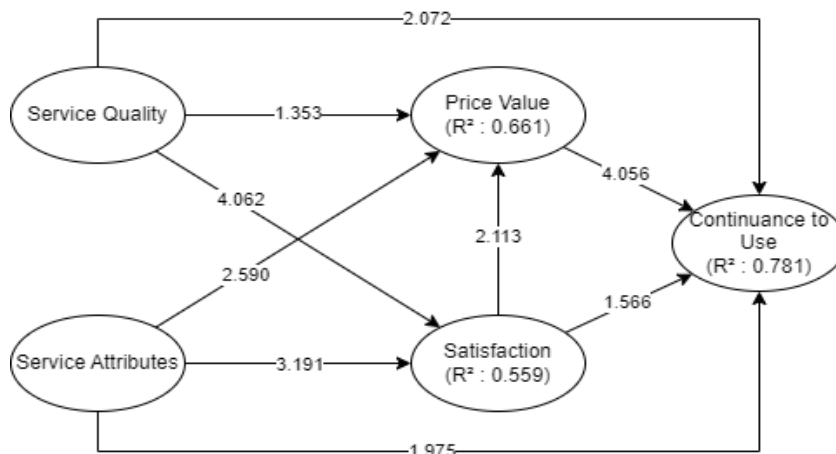 2.072
Service Quality
1.353
Price Value
(R² : 0.661)
4.056
4.062
Continuance to
Use
(R² : 0.781)
2.113
2.590
1.566
Service Attributes
3.191
Satisfaction
(R² : 0.559)
1.975